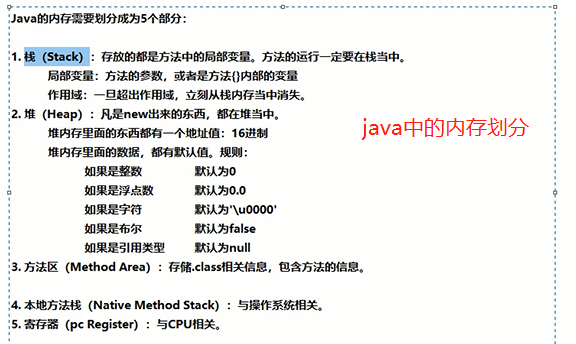 Java的内存需要划分成为5个部分：
1. 栈（Stack）：存放的都是方法中的局部变量。方法的运行一定要在栈当中。
局部变量：方法的参数，或者是方法{}内部的变量
作用域：一旦超出作用域，立刻从栈内存当中消失。
2. 堆（Heap）：凡是new出来的东西，都在堆当中。
堆内存里面的东西都有一个地址值：16进制
堆内存里面的数据，都有默认值。规则：
如果是整数 默认为0
如果是浮点数 默认为0.0
如果是字符 默认为'\u0000'
如果是布尔 默认为false
如果是引用类型 默认为null
3. 方法区（Method Area）：存储.class相关信息，包含方法的信息。
4. 本地方法栈（Native Method Stack）：与操作系统相关。
5. 寄存器（pc Register）：与CPU相关。
java中的内存划分